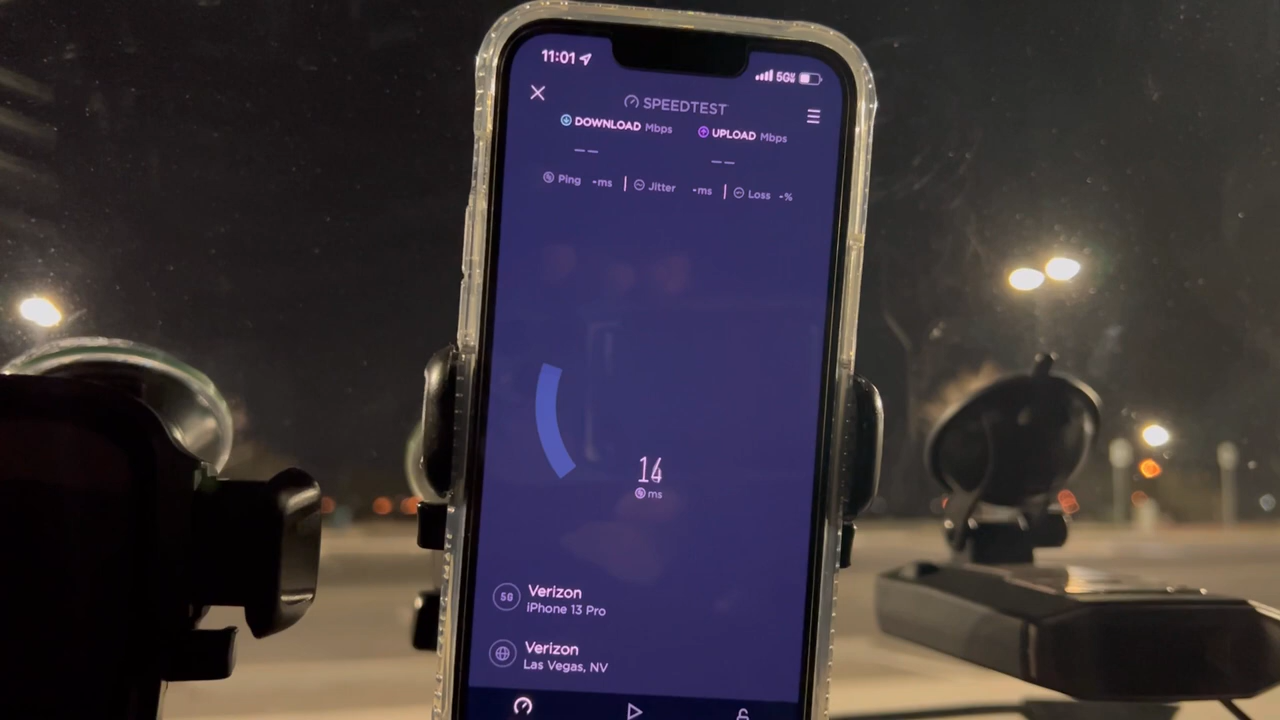 11:01 5G
SPEEDTEST
DOWNLOAD Mbps UPLOAD Mbps
-- --
Ping -ms Jitter -ms Loss -%
14
ms
5G Verizon
iPhone 13 Pro
Verizon
Las Vegas, NV